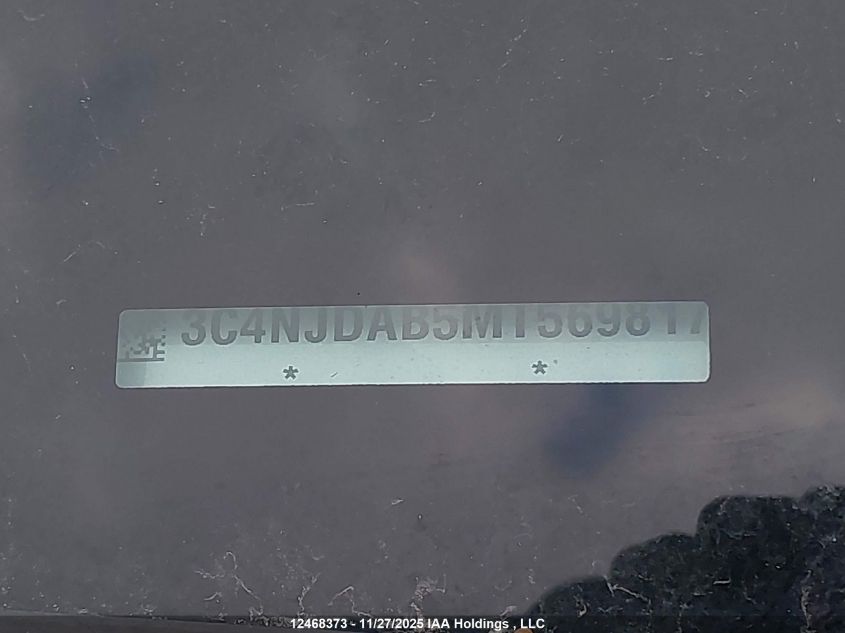 3C4NJDAB5MT569817
* *
12468373 - 11/27/2025 IAA Holdings , LLC